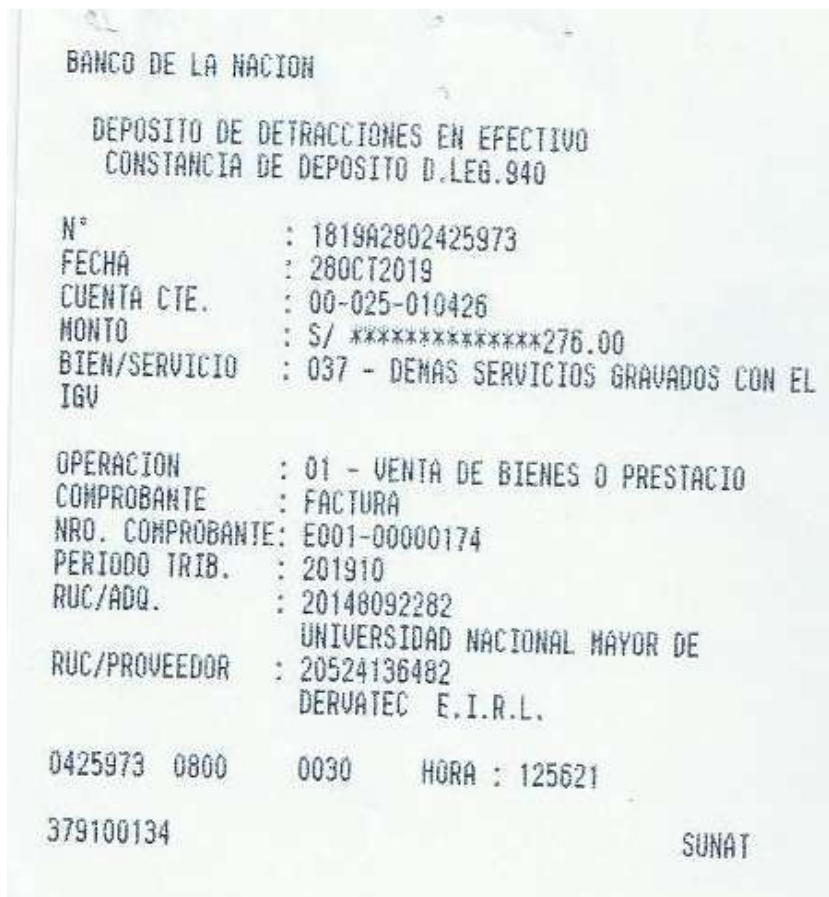 BANCO DE LA NACION
DEPOSITO DE DETRACCIONES EN EFECTIVO
CONSTANCIA DE DEPOSITO D.LEG.940
N° : 1819A2802425973
FECHA : 28OCT2019
CUENTA CTE. : 00-025-010426
MONTO : S/ **************276.00
BIEN/SERVICIO : 037 - DEMAS SERVICIOS GRAVADOS CON EL
IGV
OPERACION : 01 - VENTA DE BIENES O PRESTACIO
COMPROBANTE : FACTURA
NRO. COMPROBANTE: E001-00000174
PERIODO TRIB. : 201910
RUC/ADQ. : 20148092282
UNIVERSIDAD NACIONAL MAYOR DE
RUC/PROVEEDOR : 20524136482
DERVATEC E.I.R.L.
0425973 0800 0030 HORA : 125621
379100134 SUNAT